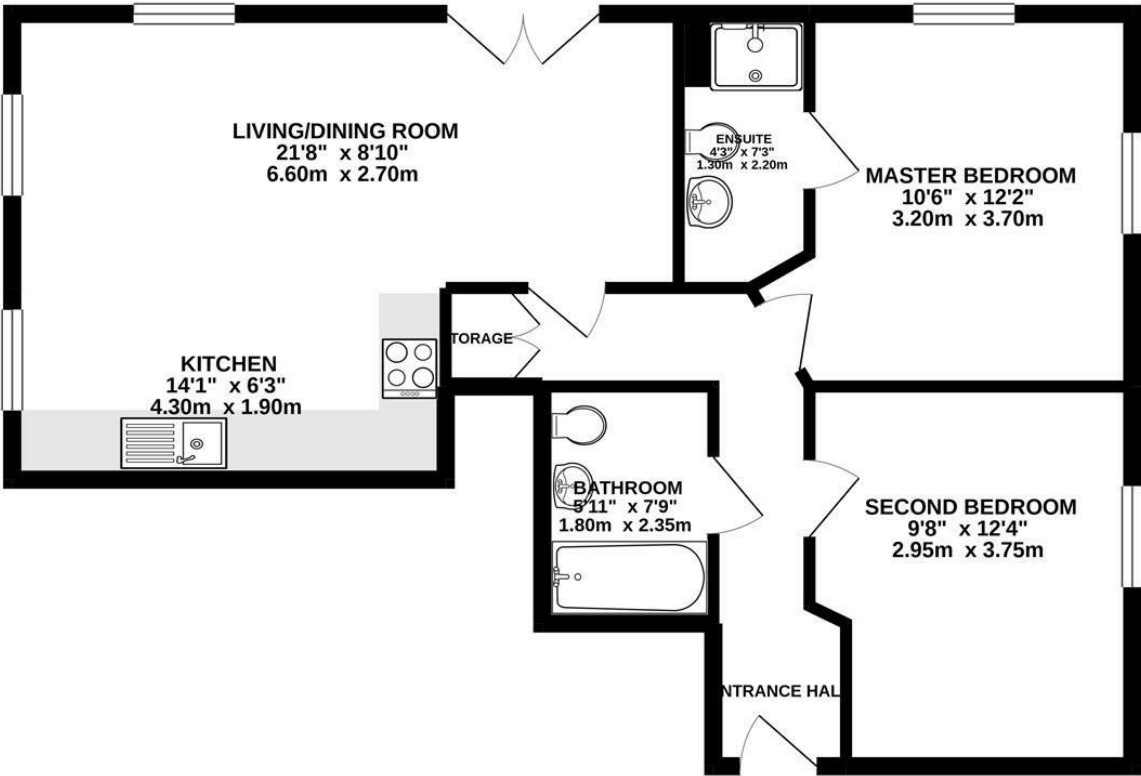 LIVING/DINING ROOM
21'8" x 8'10"
6.60m x 2.70m
ENSUITE
4'3" x 7'3"
1.30m x 2.20m
MASTER BEDROOM
10'6" x 12'2"
3.20m x 3.70m
TORAGE
KITCHEN
14'1" x 6'3"
4.30m x 1.90m
BATHROOM
5'11" x 7'9"
1.80m x 2.35m
SECOND BEDROOM
9'8" x 12'4"
2.95m x 3.75m
NTRANCE HAL